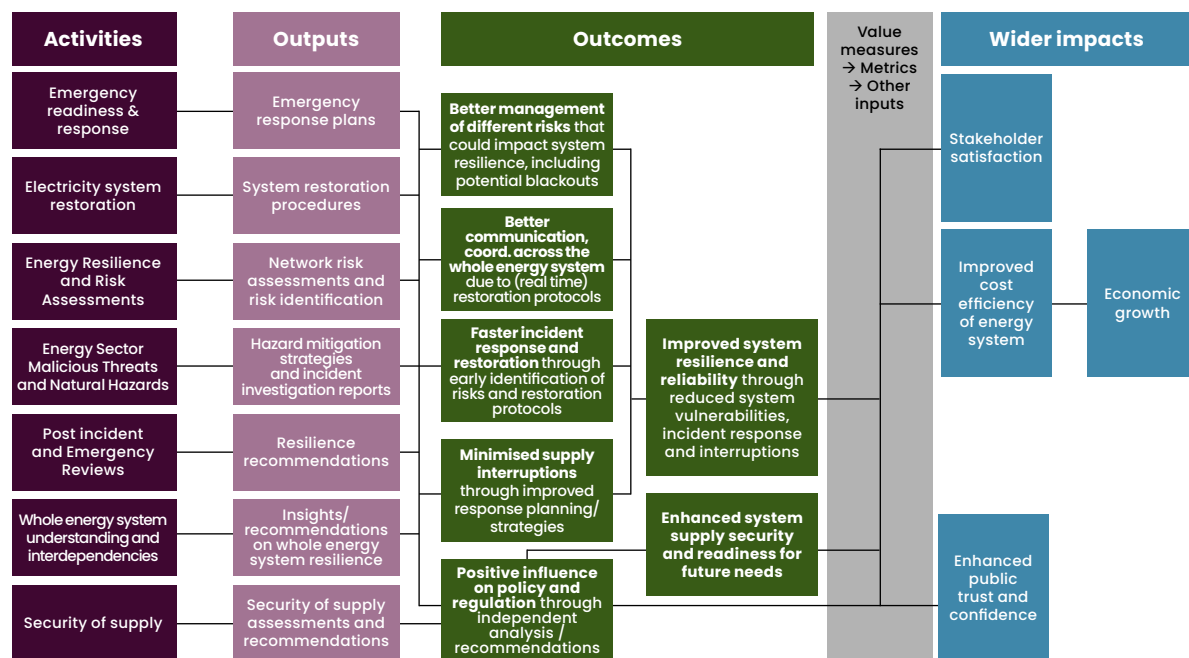 Activities
Outputs
Outcomes
Value
measures
→ Metrics
→ Other
inputs
Wider impacts
Emergency
readiness &
response
Electricity system
restoration
Energy Resilience
and Risk
Assessments
Energy Sector
Malicious Threats
and Natural Hazards
Post incident
and Emergency
Reviews
Whole energy system
understanding and
interdependencies
Security of supply
Emergency
response plans
System restoration
procedures
Network risk
assessments and
risk identification
Hazard mitigation
strategies
and incident
investigation reports
Resilience
recommendations
Insights/
recommendations
on whole energy
system resilience
Security of supply
assessments and
recommendations
Better management
of different risks that
could impact system
resilience, including
potential blackouts
Better
communication,
coord. across the
whole energy system
due to (real time)
restoration protocols
Faster incident
response and
restoration through
early identification of
risks and restoration
protocols
Minimised supply
interruptions
through improved
response planning/
strategies
Positive influence
on policy and
regulation through
independent
analysis /
recommendations
Improved system
resilience and
reliability through
reduced system
vulnerabilities,
incident response
and interruptions
Enhanced system
supply security
and readiness for
future needs
Stakeholder
satisfaction
Improved
cost
efficiency
of energy
system
Economic
growth
Enhanced
public
trust and
confidence